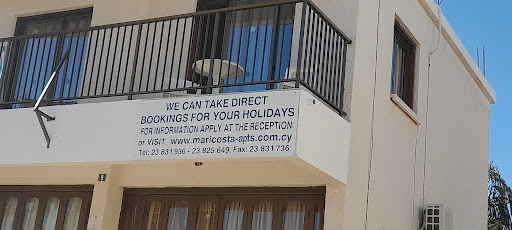 WE CAN TAKE DIRECT
BOOKINGS FOR YOUR HOLIDAYS
FOR INFORMATION APPLY AT THE RECEPTION
or VISIT www.maricosta-apts.com.cy
Tel: 23 831 936 - 23 825 649, Fax: 23 831 736